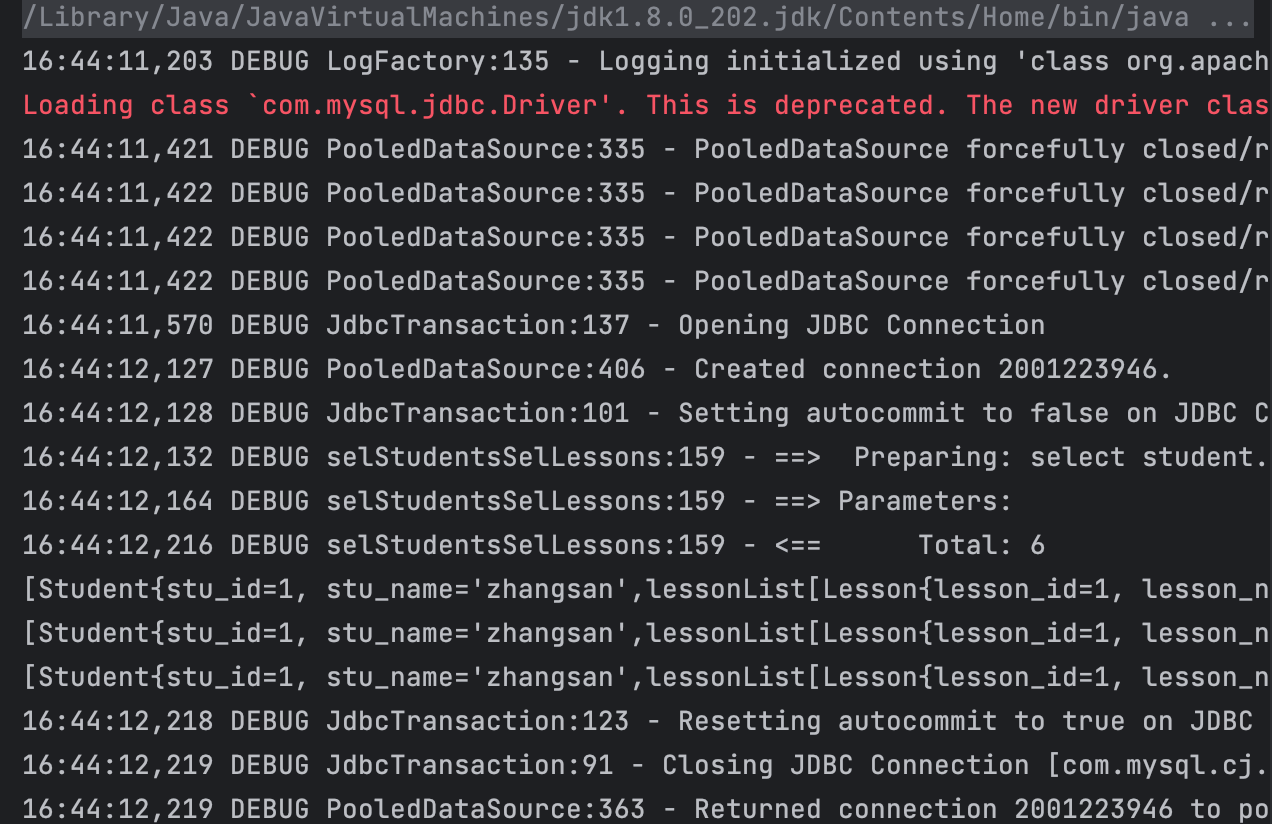 /Library/Java/JavaVirtualMachines/jdk1.8.0_202.jdk/Contents/Home/bin/java ...
16:44:11,203 DEBUG LogFactory:135 - Logging initialized using 'class org.apach
Loading class `com.mysql.jdbc.Driver'. This is deprecated. The new driver clas
16:44:11,421 DEBUG PooledDataSource:335 - PooledDataSource forcefully closed/r
16:44:11,422 DEBUG PooledDataSource:335 - PooledDataSource forcefully closed/r
16:44:11,422 DEBUG PooledDataSource:335 - PooledDataSource forcefully closed/r
16:44:11,422 DEBUG PooledDataSource:335 - PooledDataSource forcefully closed/r
16:44:11,570 DEBUG JdbcTransaction:137 - Opening JDBC Connection
16:44:12,127 DEBUG PooledDataSource:406 - Created connection 2001223946.
16:44:12,128 DEBUG JdbcTransaction:101 - Setting autocommit to false on JDBC C
16:44:12,132 DEBUG selStudentsSelLessons:159 - ==>  Preparing: select student.
16:44:12,164 DEBUG selStudentsSelLessons:159 - ==> Parameters:
16:44:12,216 DEBUG selStudentsSelLessons:159 - <==      Total: 6
[Student{stu_id=1, stu_name='zhangsan',lessonList[Lesson{lesson_id=1, lesson_n
[Student{stu_id=1, stu_name='zhangsan',lessonList[Lesson{lesson_id=1, lesson_n
[Student{stu_id=1, stu_name='zhangsan',lessonList[Lesson{lesson_id=1, lesson_n
16:44:12,218 DEBUG JdbcTransaction:123 - Resetting autocommit to true on JDBC
16:44:12,219 DEBUG JdbcTransaction:91 - Closing JDBC Connection [com.mysql.cj.
16:44:12,219 DEBUG PooledDataSource:363 - Returned connection 2001223946 to po